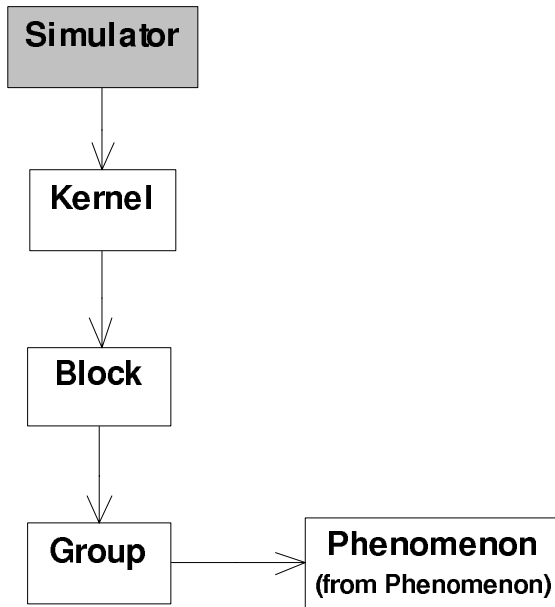 Simulator
Kernel
Block
Group
Phenomenon
(from Phenomenon)